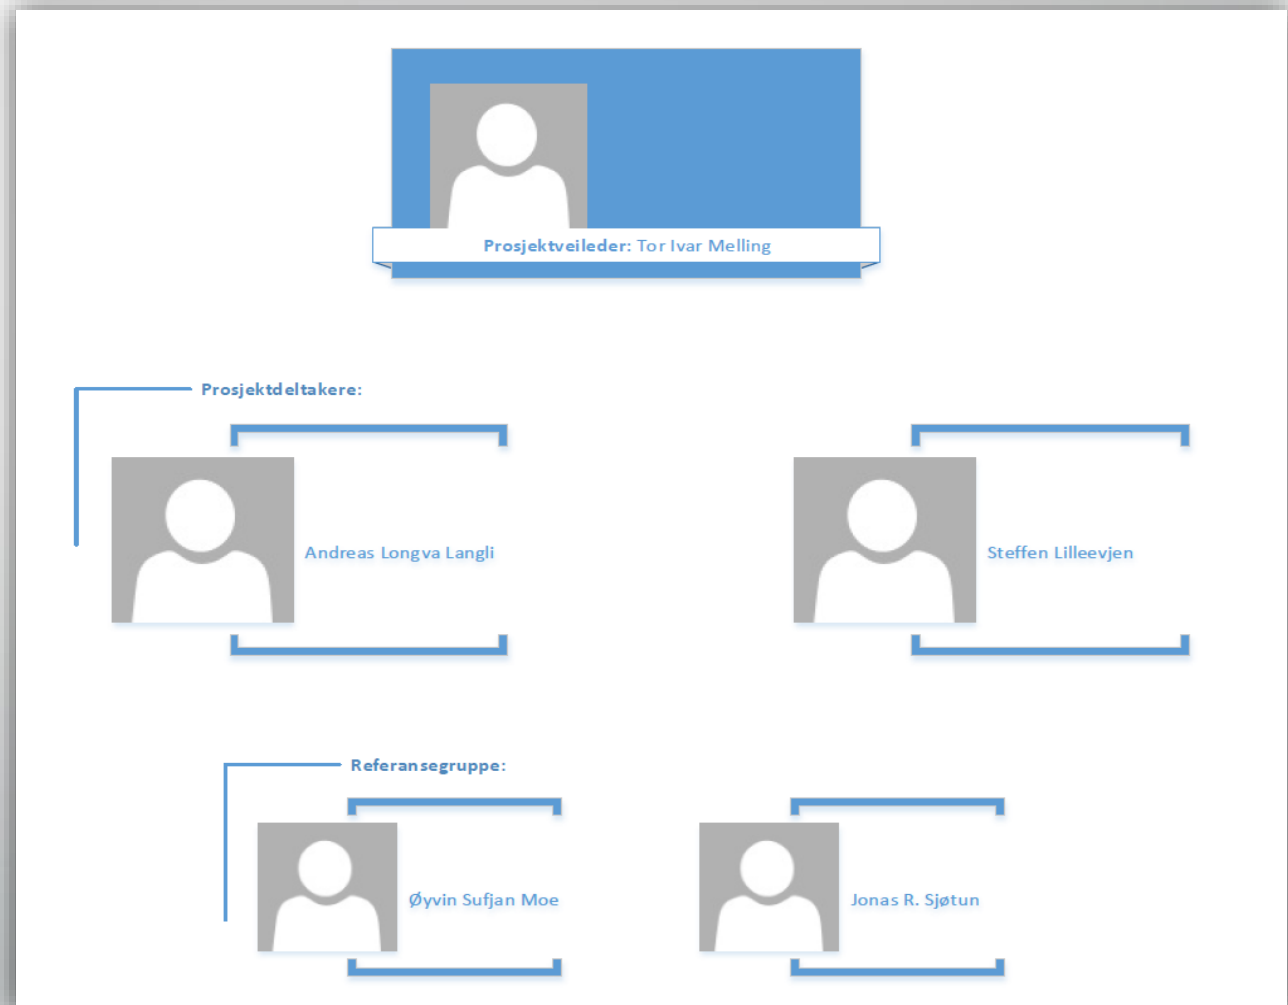 Prosjektveileder: Tor Ivar Melling
Prosjektdeltakere:
Andreas Longva Langli
Steffen Lilleevjen
Referansegruppe:
Øyvin Sufjan Moe
Jonas R. Sjøtun